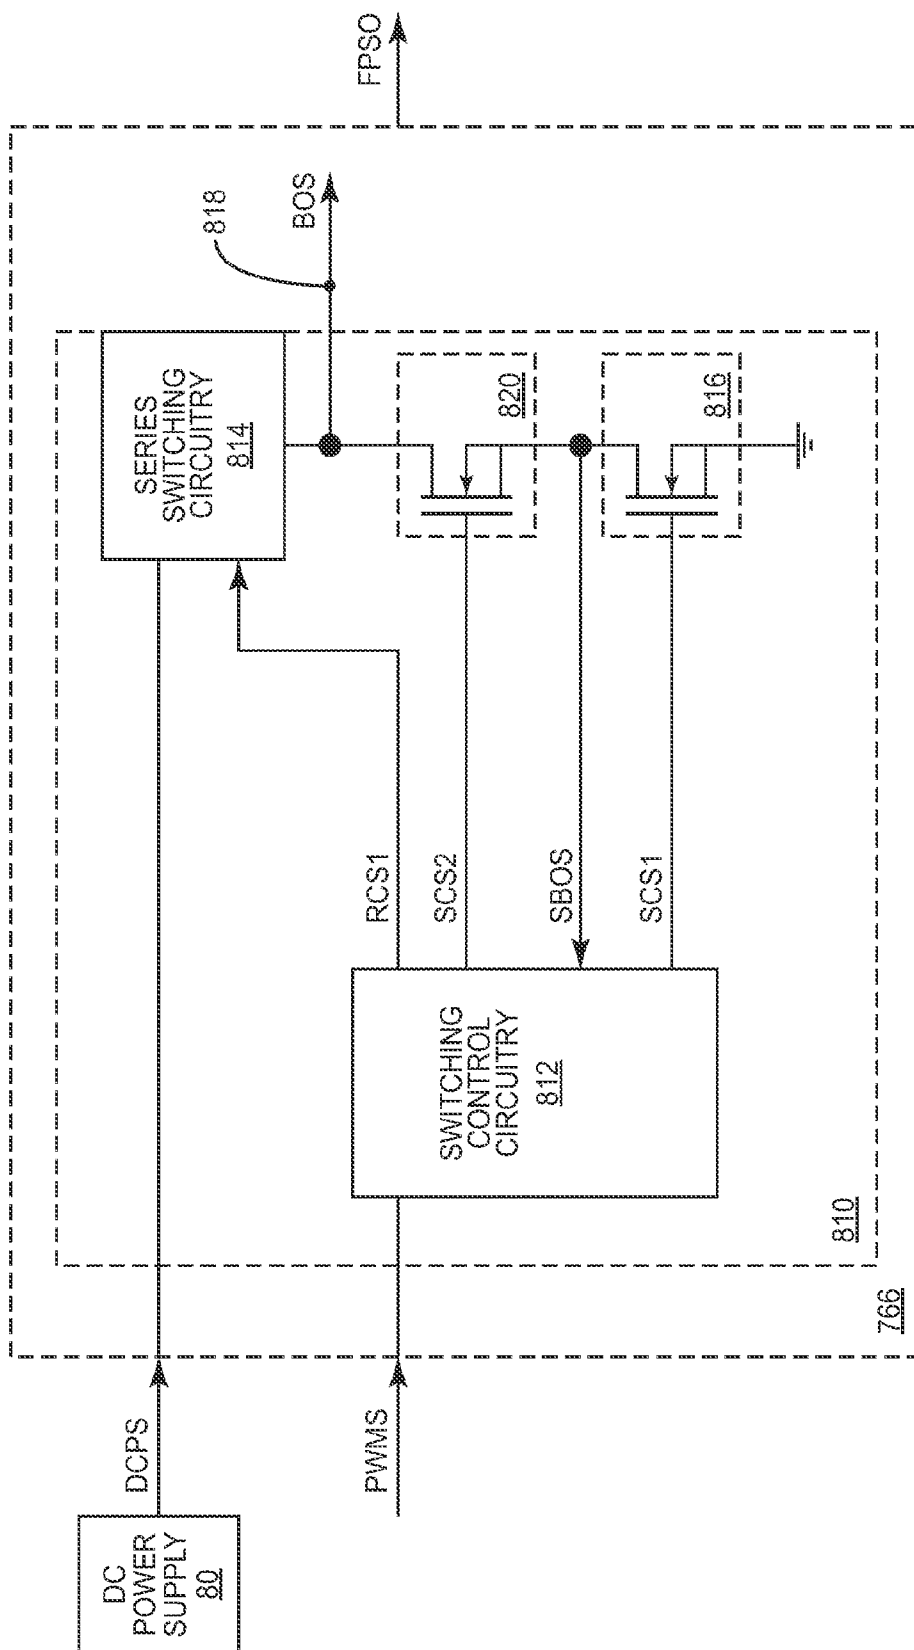 DC
POWER
SUPPLY
80
DCPS
PWMS
SERIES
SWITCHING
CIRCUITRY
814
818
BOS
FPSO
RCS1
SCS2
SBOS
SCS1
SWITCHING
CONTROL
CIRCUITRY
812
820
816
810
766